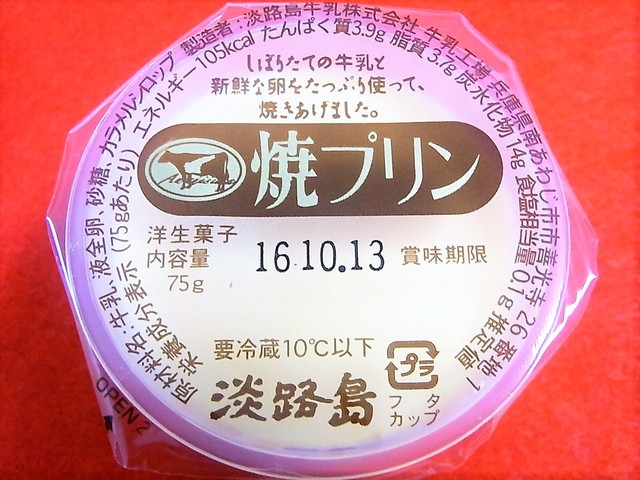 製造者:淡路島牛乳株式会社 牛乳工場 兵庫県南あわじ市市善光寺26番地1
エネルギー105kcal たんぱく質3.9g 脂質3.7g 炭水化物14g 食塩相当量0.1g 推定値
原材料名:牛乳、液全卵、砂糖、カラメルシロップ
栄養成分表示(75gあたり)
しぼりたての牛乳と
新鮮な卵をたっぷり使って、
焼きあげました。
焼プリン
洋生菓子
内容量
75g
16.10.13
賞味期限
要冷蔵10℃以下
プラ
淡路島
フタ
カップ
OPEN 2